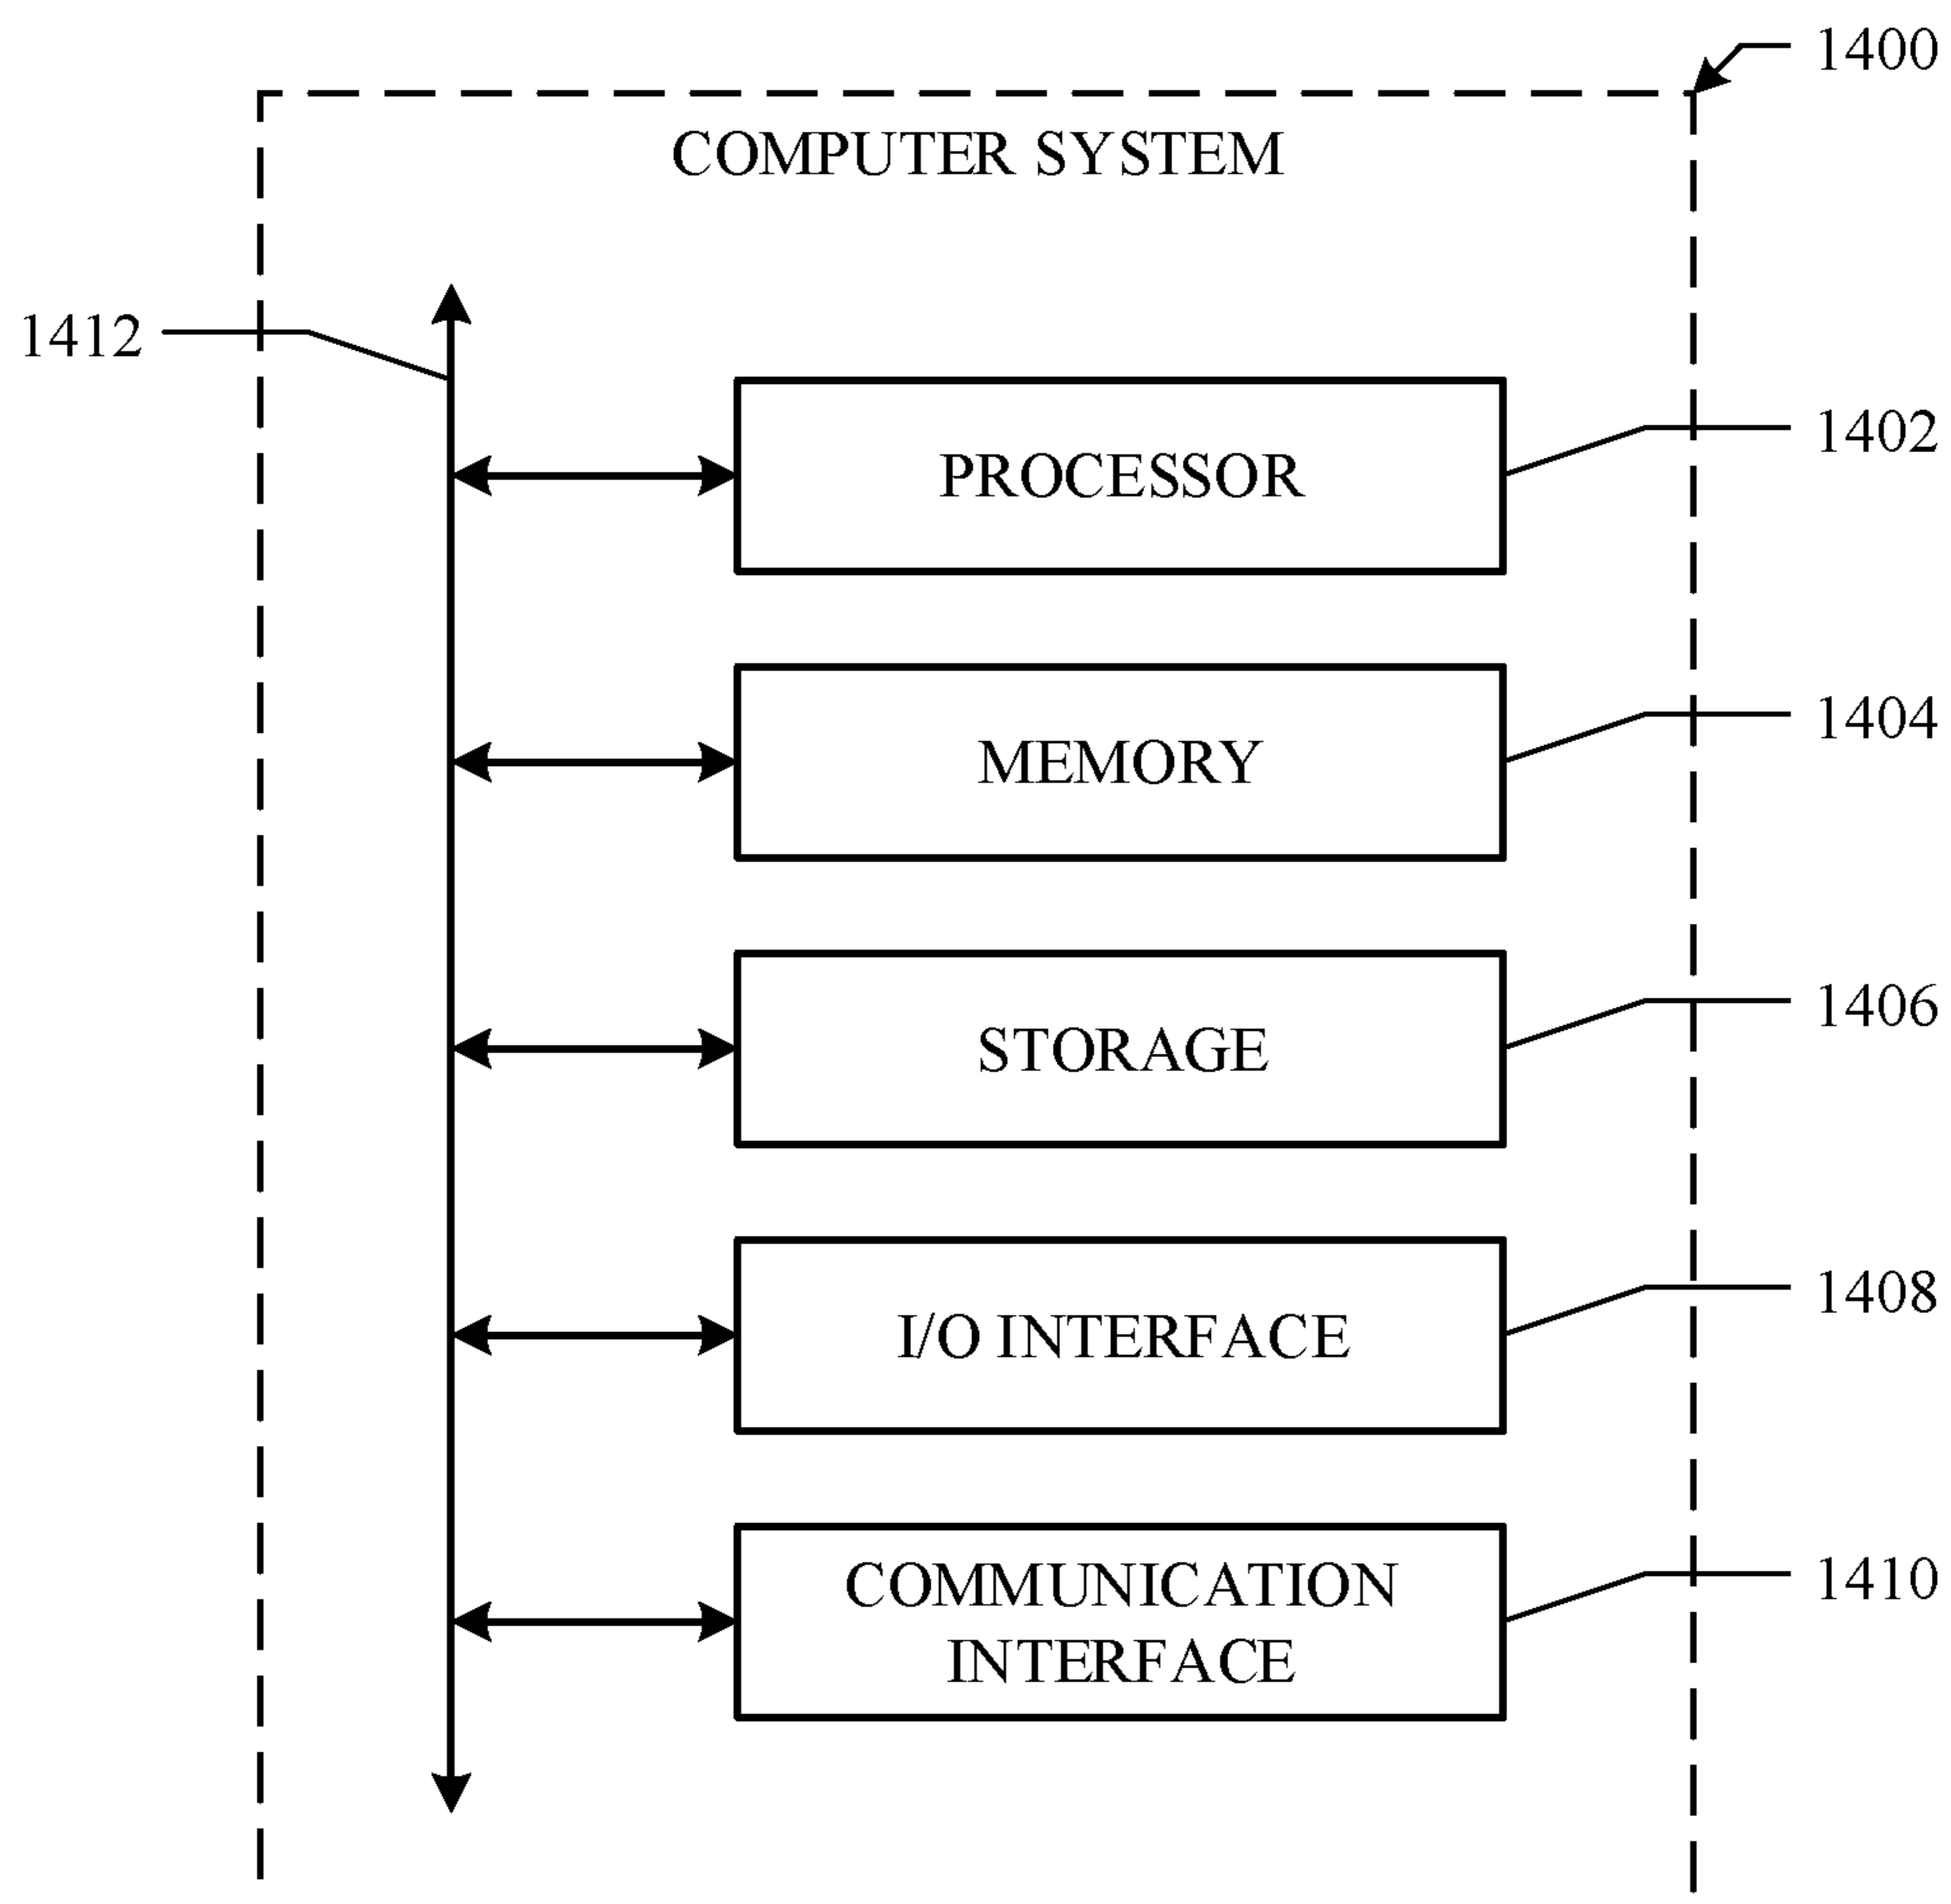 1400
COMPUTER SYSTEM
1412
1402
PROCESSOR
1404
MEMORY
1406
STORAGE
1408
I/O INTERFACE
1410
COMMUNICATION
INTERFACE